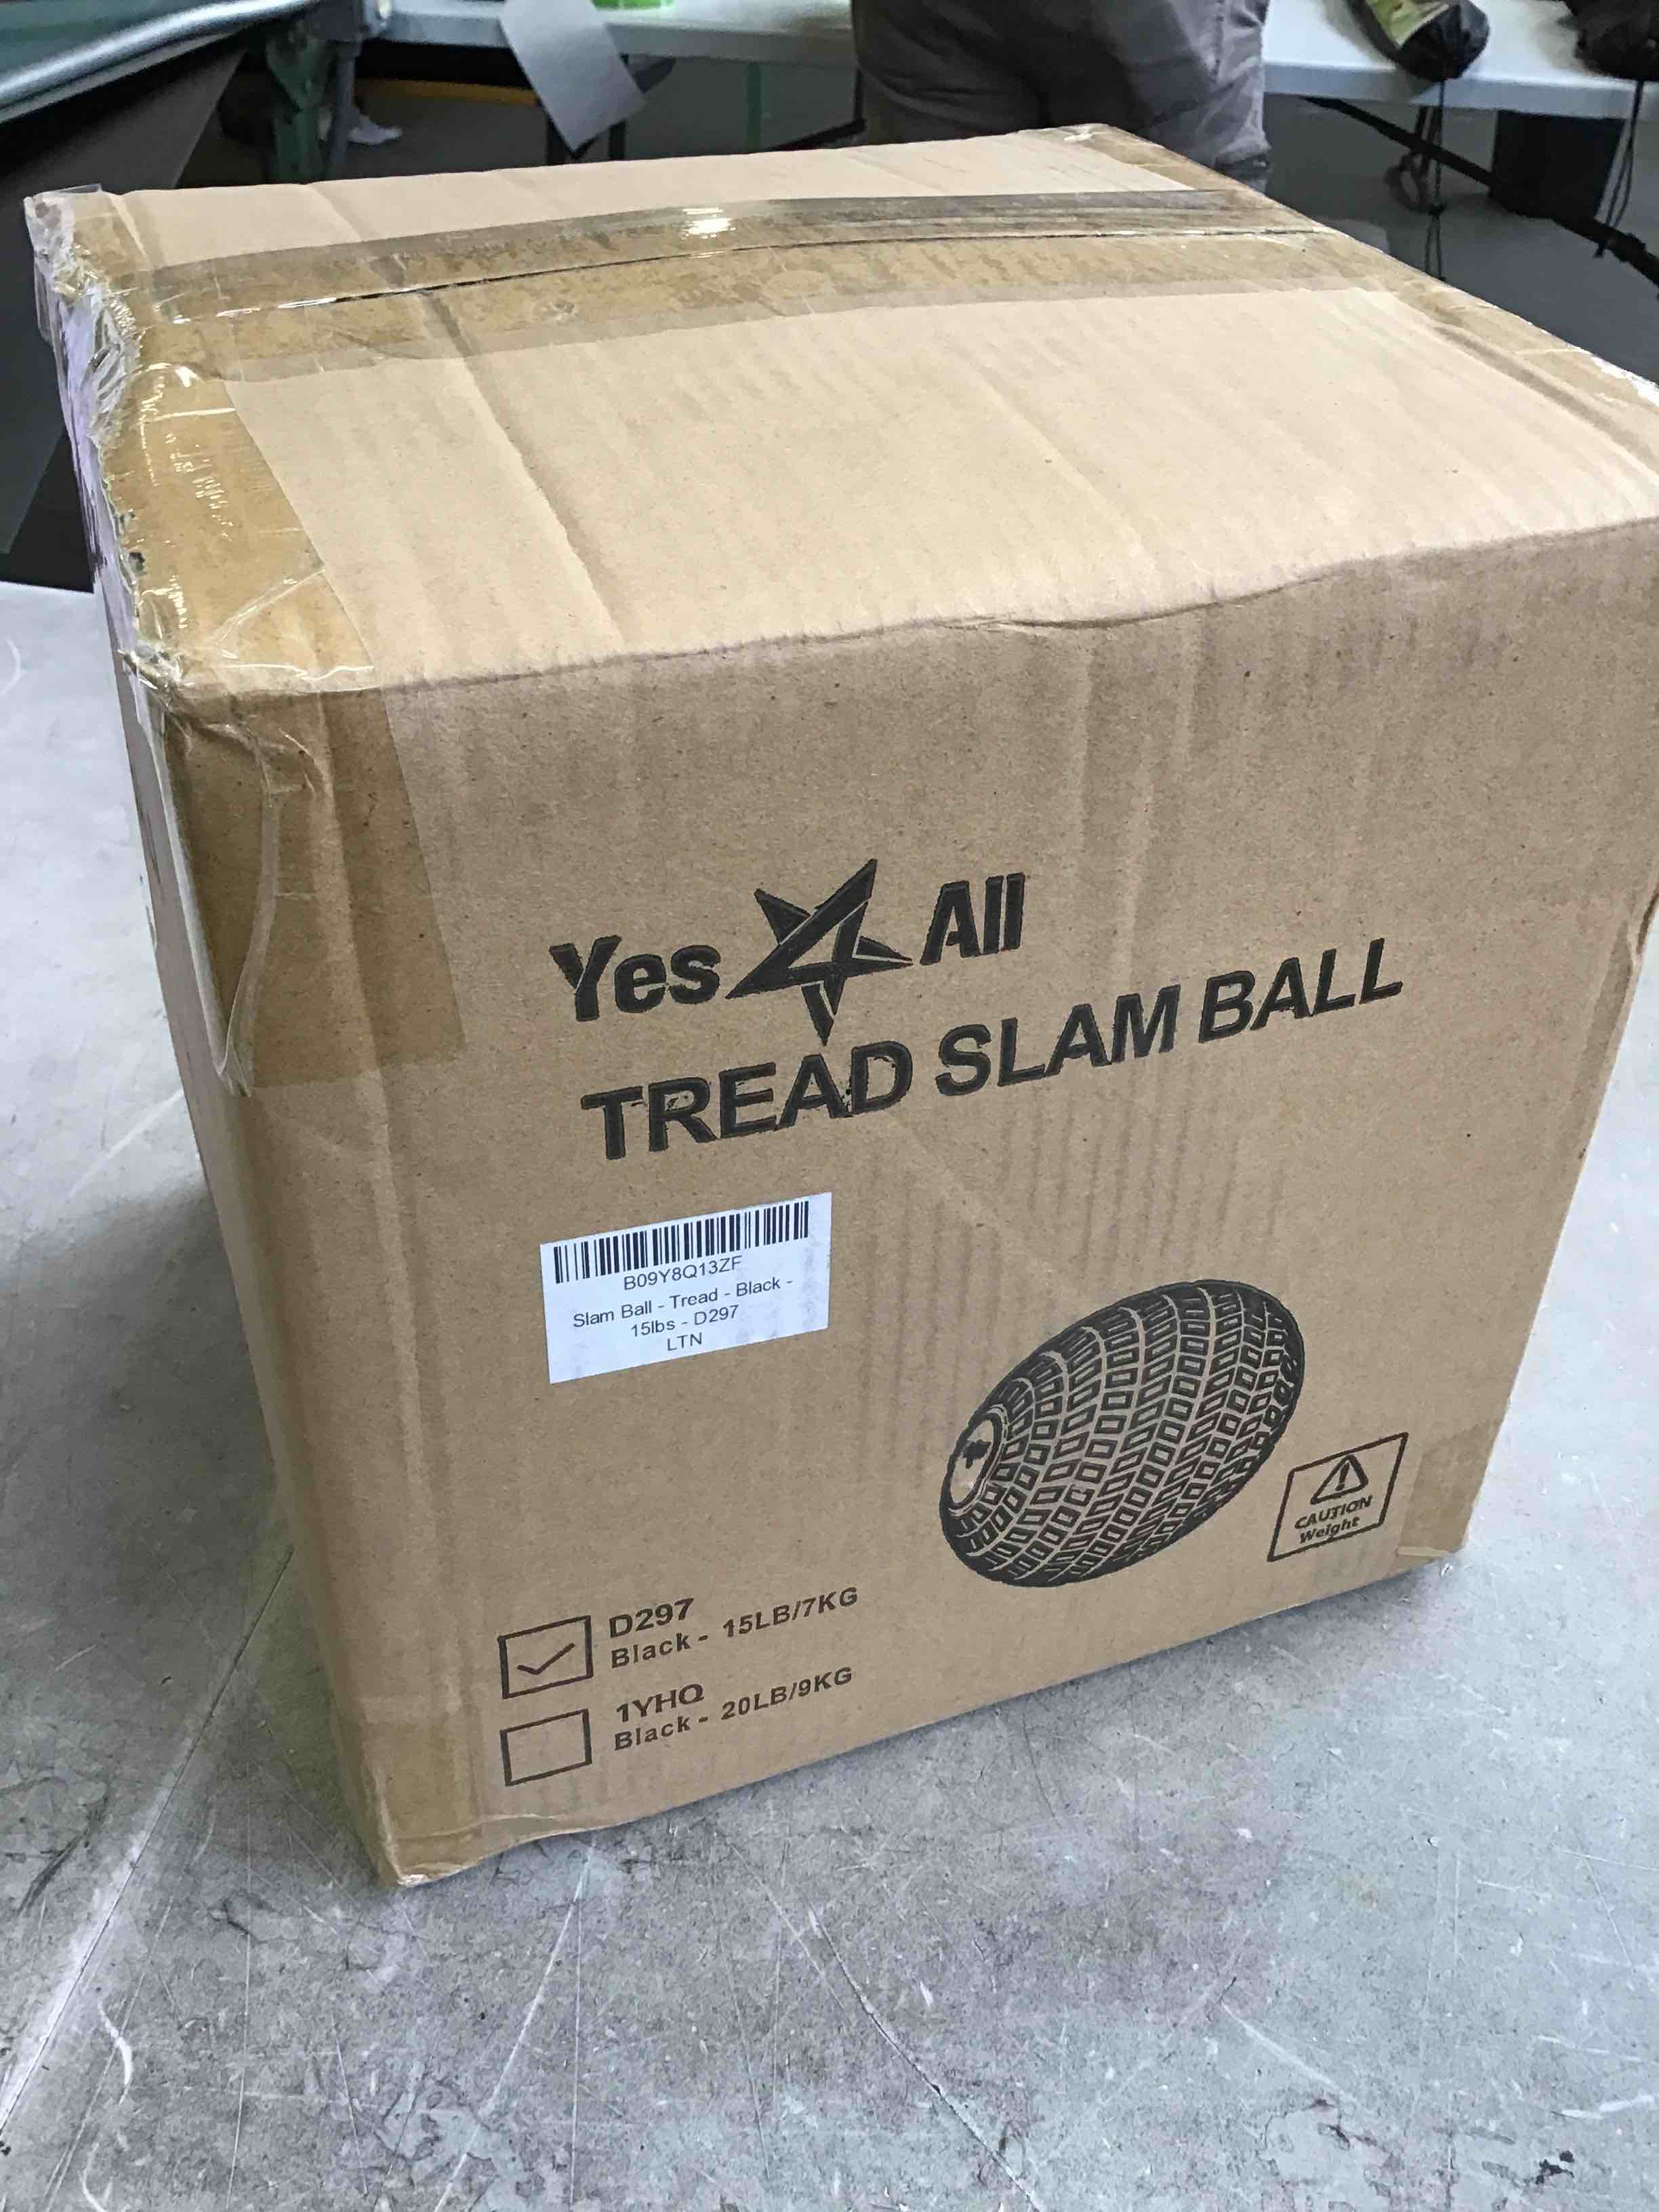 Yes 4 All
TREAD SLAM BALL
B09Y8Q13ZF
Slam Ball - Tread - Black -
15lbs - D297
LTN
CAUTION
Weight
D297
Black - 15LB/7KG
1YHQ
Black - 20LB/9KG